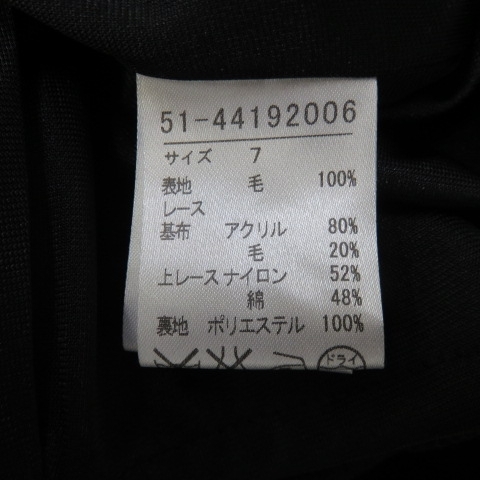 51-44192006
サイズ 7
表地 毛 100%
レース
基布 アクリル 80%
毛 20%
上レース ナイロン 52%
綿 48%
裏地 ポリエステル 100%
ドライ